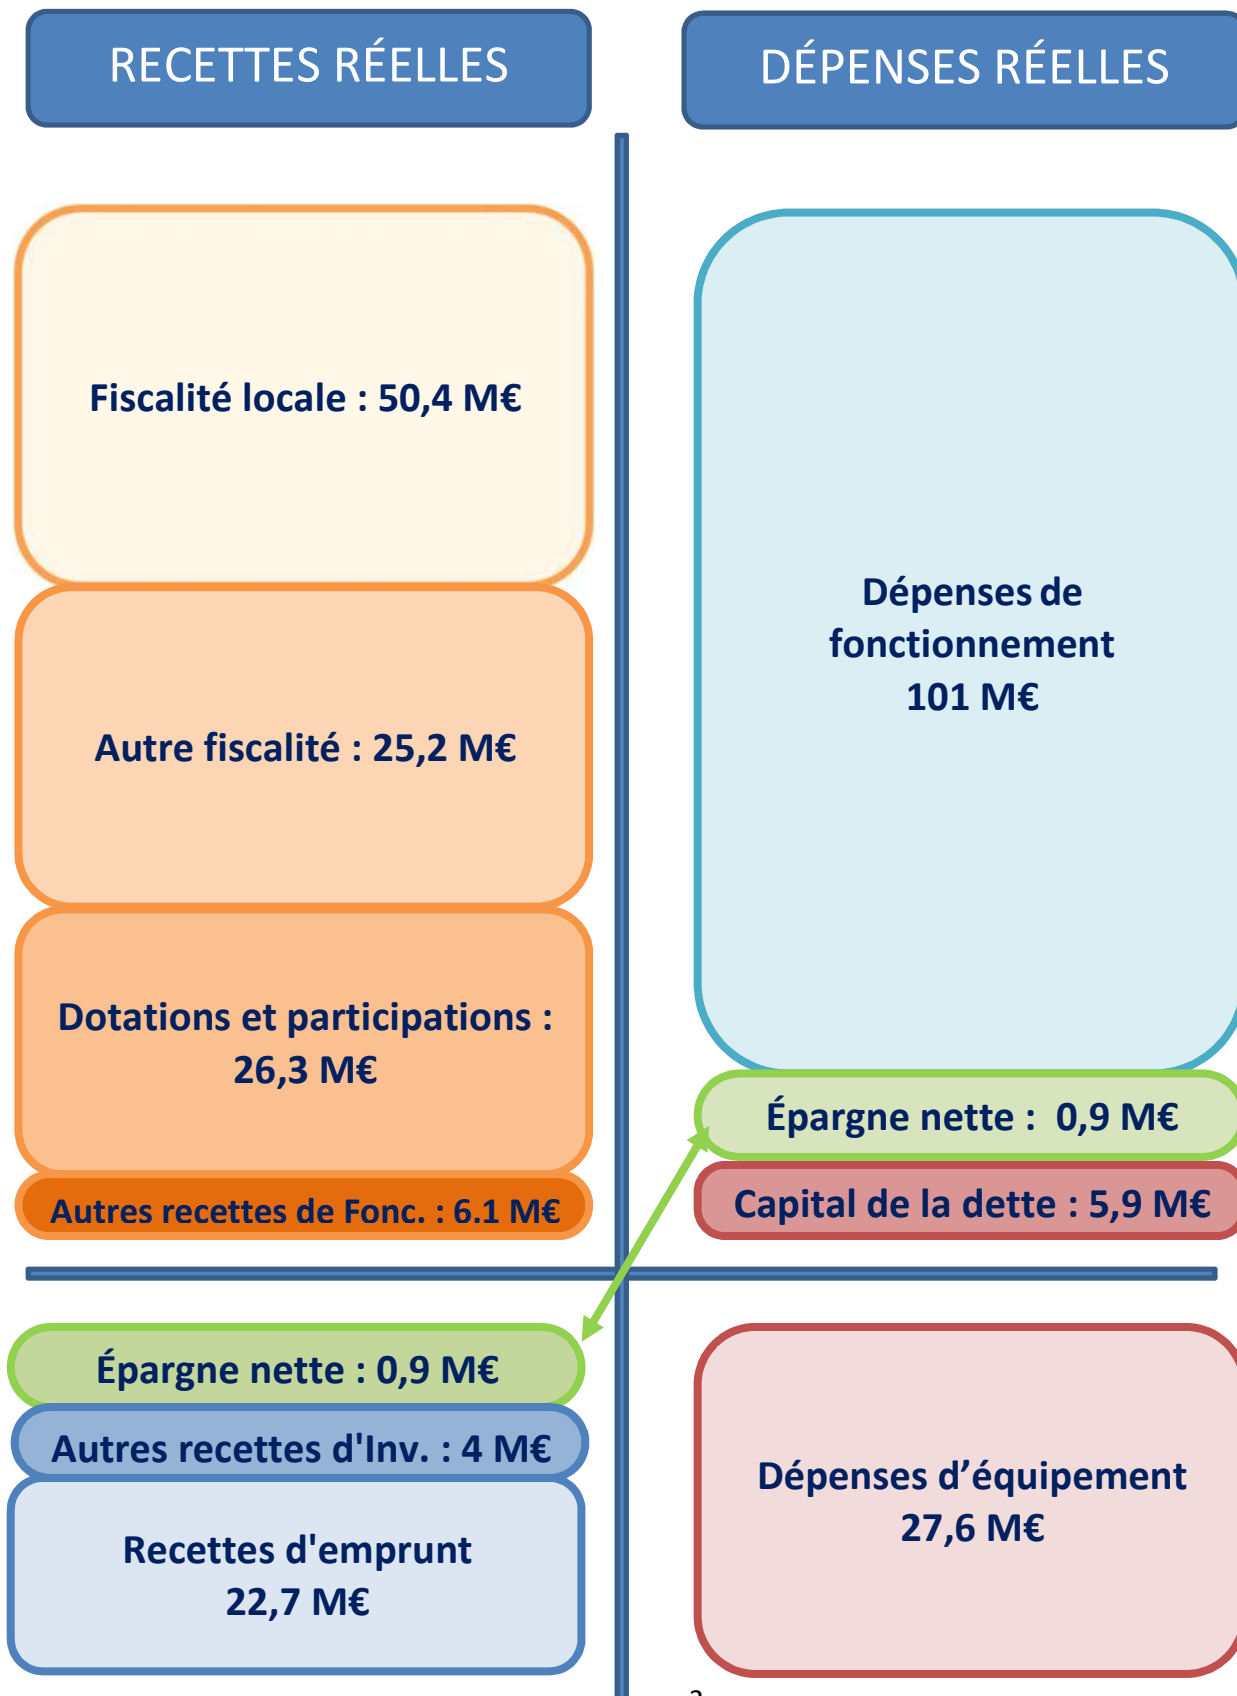 RECETTES RÉELLES
DÉPENSES RÉELLES
Fiscalité locale : 50,4 M€
Autre fiscalité : 25,2 M€
Dotations et participations :
26,3 M€
Autres recettes de Fonc. : 6.1 M€
Dépenses de
fonctionnement
101 M€
Épargne nette : 0,9 M€
Capital de la dette : 5,9 M€
Épargne nette : 0,9 M€
Autres recettes d'Inv. : 4 M€
Recettes d'emprunt
22,7 M€
Dépenses d’équipement
27,6 M€